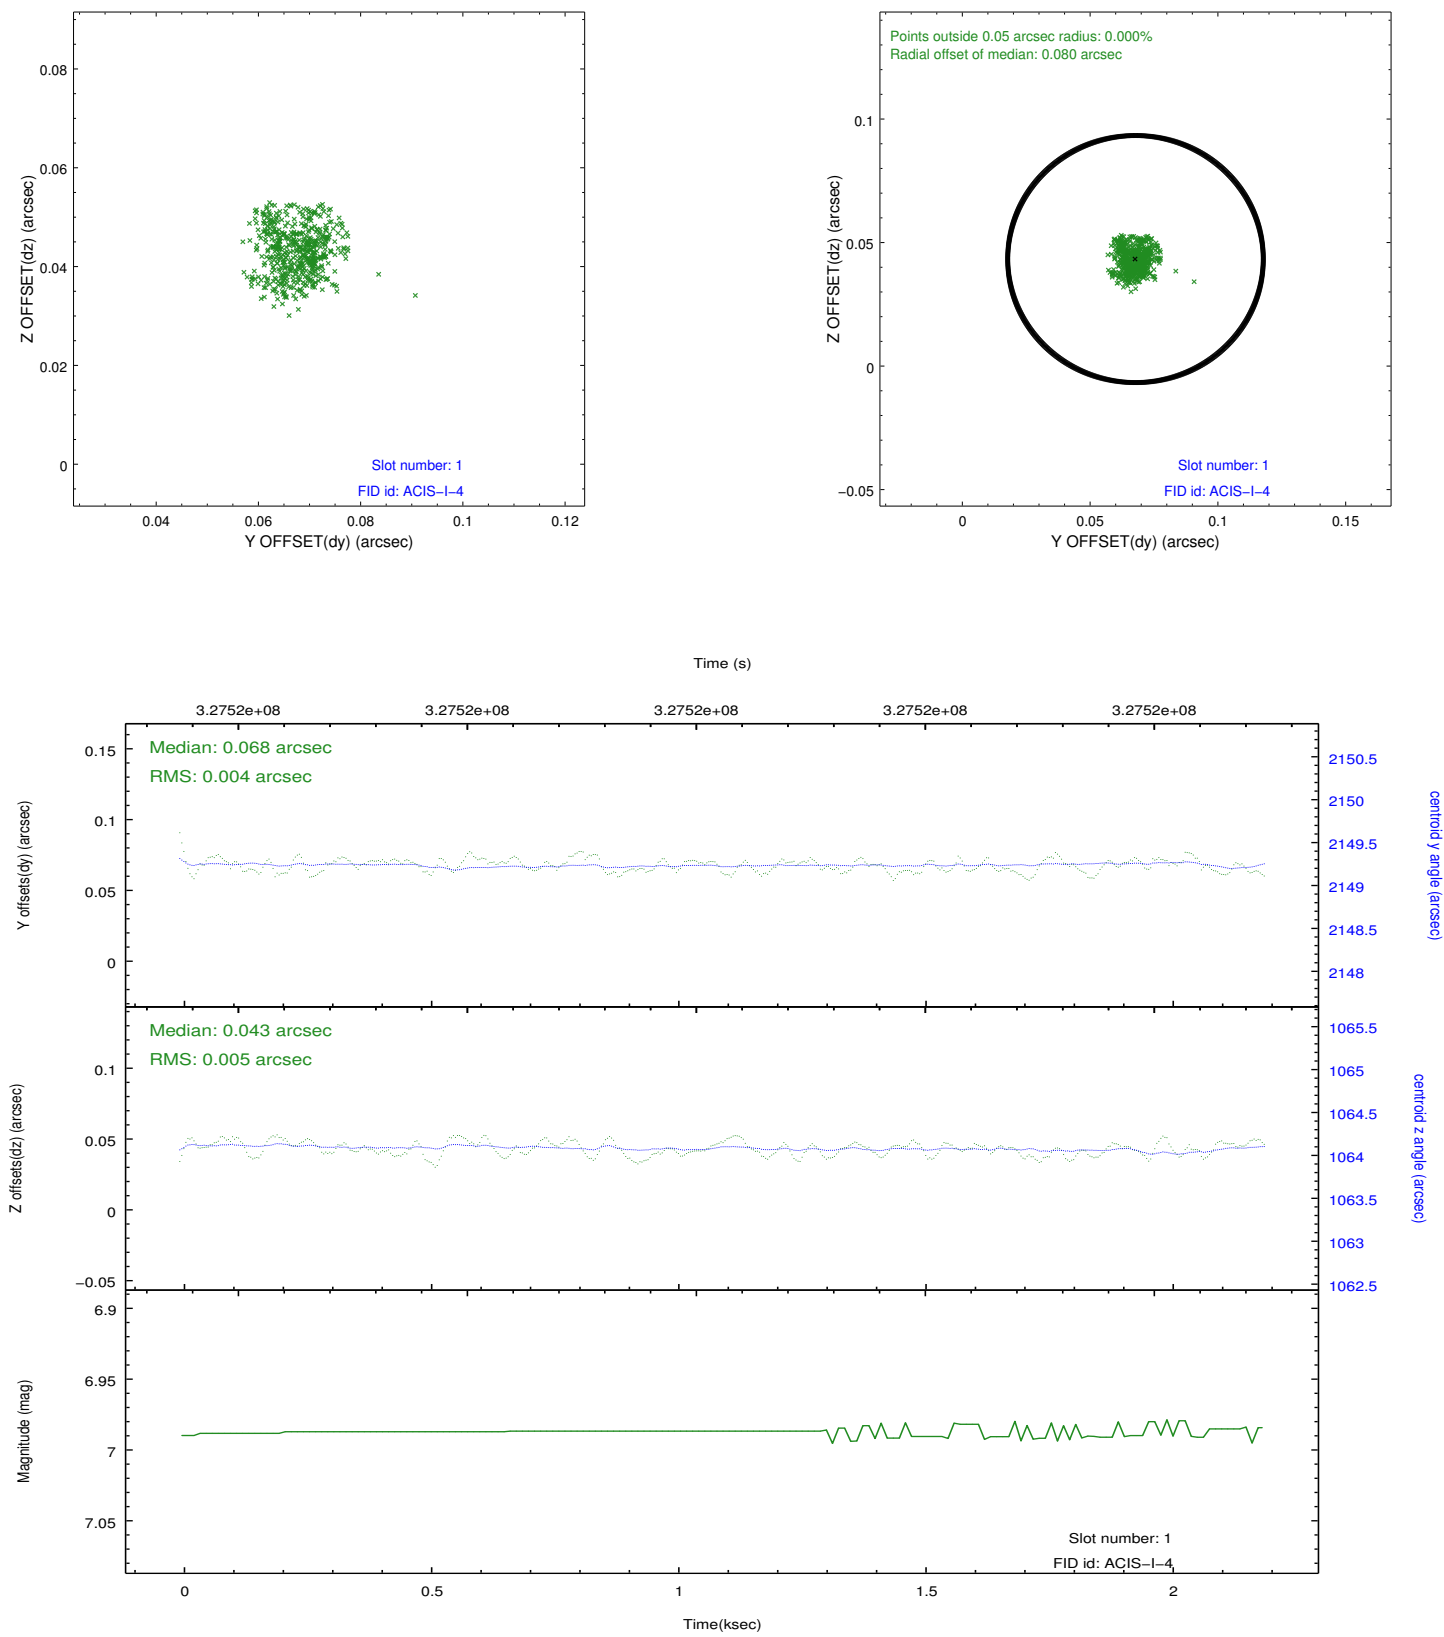 0.08
0.06
0.04
0.02
0
Z OFFSET(dz) (arcsec)
Slot number: 1
FID id: ACIS−I−4
0.04
0.06
0.08
0.1
0.12
Y OFFSET(dy) (arcsec)
Points outside 0.05 arcsec radius: 0.000%
Radial offset of median: 0.080 arcsec
0.1
0.05
0
−0.05
Z OFFSET(dz) (arcsec)
Slot number: 1
FID id: ACIS−I−4
0
0.05
0.1
0.15
Y OFFSET(dy) (arcsec)
Time (s)
3.2752e+08
3.2752e+08
3.2752e+08
3.2752e+08
3.2752e+08
Median: 0.068 arcsec
RMS: 0.004 arcsec
0.15
0.1
0.05
0
Y offsets(dy) (arcsec)
2150.5
2150
2149.5
2149
2148.5
2148
centroid y angle (arcsec)
Median: 0.043 arcsec
RMS: 0.005 arcsec
0.1
0.05
0
−0.05
Z offsets(dz) (arcsec)
1065.5
1065
1064.5
1064
1063.5
1063
1062.5
centroid z angle (arcsec)
6.9
6.95
7
7.05
Magnitude (mag)
Slot number: 1
FID id: ACIS−I−4
0
0.5
1
1.5
2
Time(ksec)